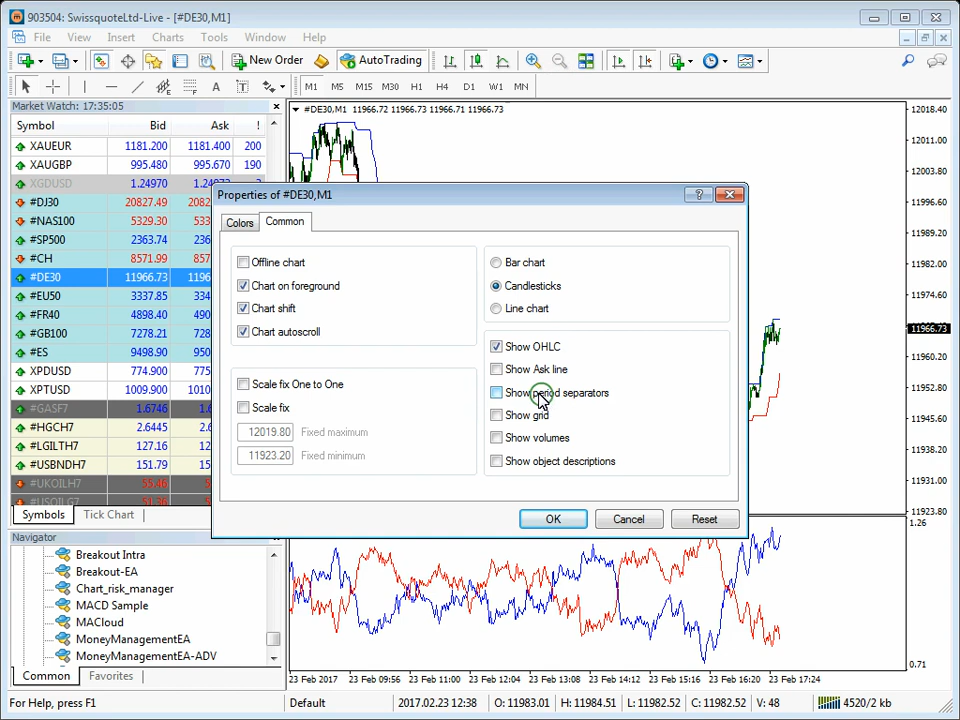 903504: SwissquoteLtd-Live - [#DE30,M1]
File View Insert Charts Tools Window Help
New Order AutoTrading
A T M1 M5 M15 M30 H1 H4 D1 W1 MN
Market Watch: 17:35:05
Symbol Bid Ask !
XAUEUR 1181.200 1181.400 200
XAUGBP 995.480 995.670 190
XGDUSD 1.24970
#DJ30 20827.49
#NAS100 5329.30
#SP500 2363.74
#CH 8571.99
#DE30 11966.73
#EU50 3337.85
#FR40 4898.40
#GB100 7278.21
#ES 9498.90
XPDUSD 774.900
XPTUSD 1009.900
#GASF7 1.6746
#HGCH7 2.6445
#LGILTH7 127.16
#USBNDH7 151.79
#UKOILH7 55.46
Symbols Tick Chart
Navigator
Breakout Intra
Breakout-EA
Chart_risk_manager
MACD Sample
MACloud
MoneyManagementEA
MoneyManagementEA-ADV
Common Favorites
#DE30,M1 11966.72 11966.73 11966.71 11966.73
Properties of #DE30,M1
Colors Common
Offline chart
Chart on foreground
Chart shift
Chart autoscroll
Scale fix One to One
Scale fix
12019.80 Fixed maximum
11923.20 Fixed minimum
Bar chart
Candlesticks
Line chart
Show OHLC
Show Ask line
Show period separators
Show grid
Show volumes
Show object descriptions
OK Cancel Reset
12018.40
12011.00
12003.80
11996.60
11989.20
11982.00
11974.60
11966.73
11960.20
11952.80
11945.60
11938.20
11931.00
11923.80
1.26
0.71
23 Feb 2017 23 Feb 09:56 23 Feb 11:00 23 Feb 12:04 23 Feb 13:08 23 Feb 14:12 23 Feb 15:16 23 Feb 16:20 23 Feb 17:24
For Help, press F1 Default 2017.02.23 12:38 O: 11983.01 H: 11984.51 L: 11982.52 C: 11982.52 V: 48 4520/2 kb